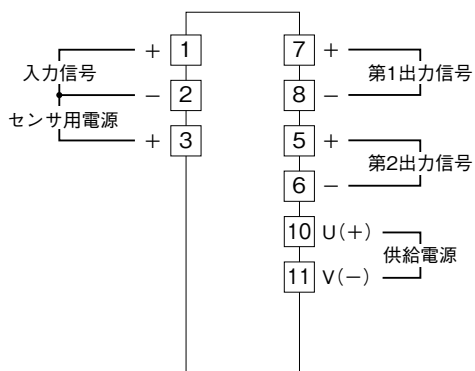 入力信号
センサ用電源
+ 1
− 2
+ 3
7 +
8 −
第1出力信号
5 +
6 −
第2出力信号
10 U(+)
11 V(−)
供給電源